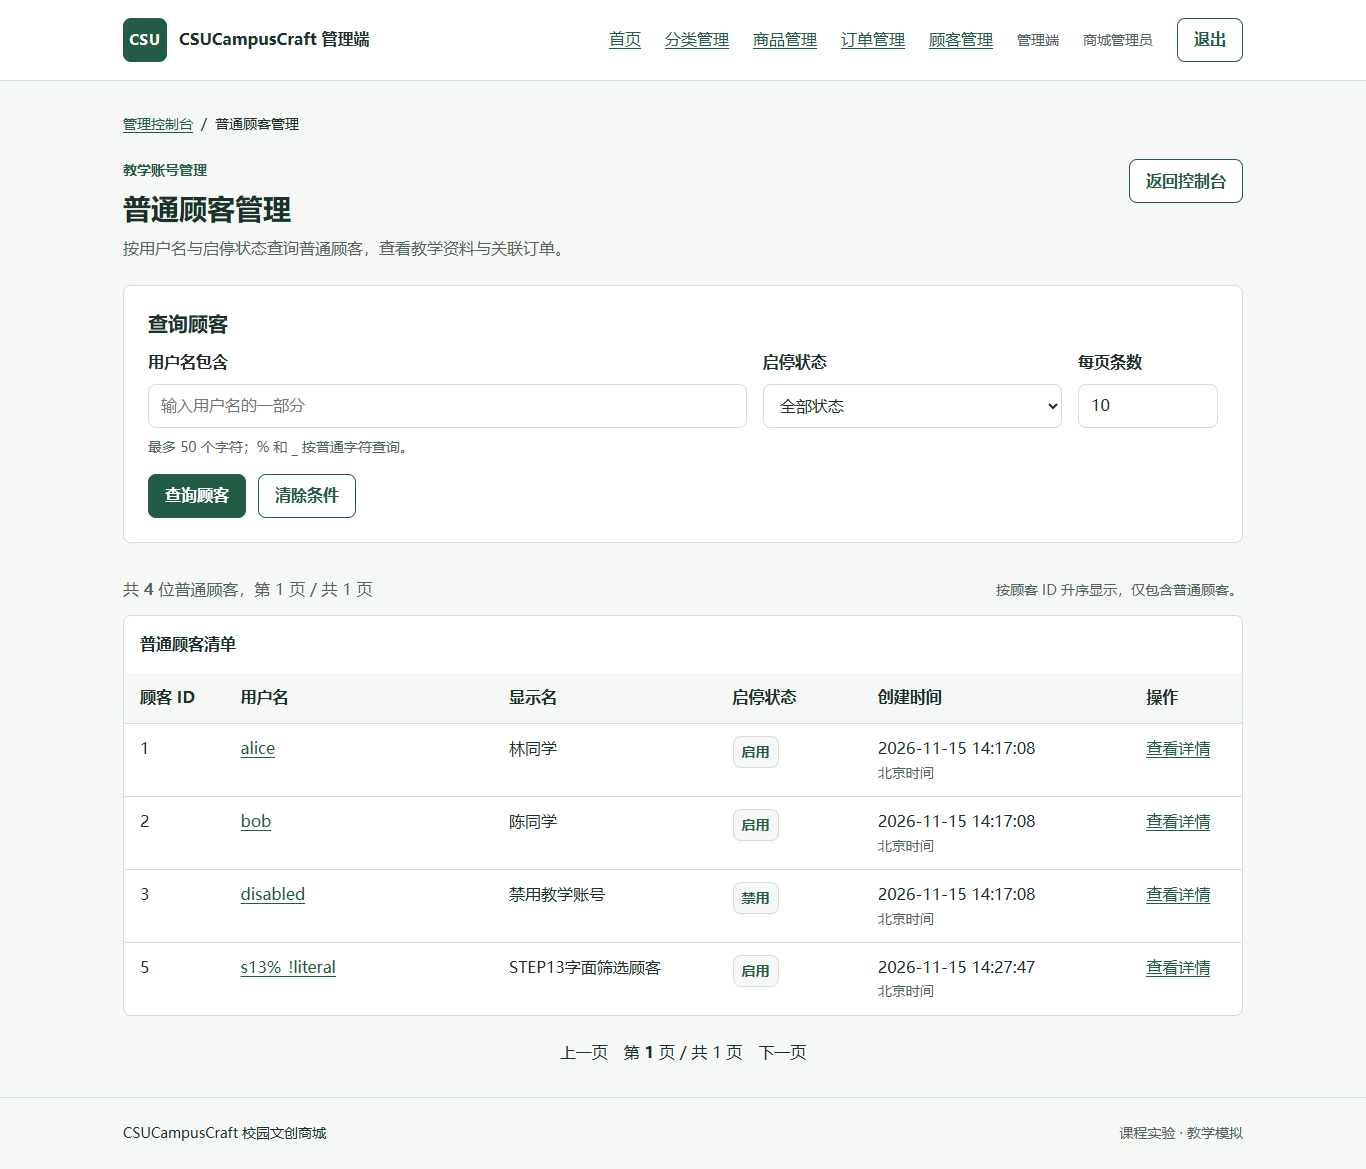 CSU CSUCampusCraft 管理端 首页 分类管理 商品管理 订单管理 顾客管理 管理端 商城管理员 退出
管理控制台 / 普通顾客管理
教学账号管理
返回控制台
普通顾客管理
按用户名与启停状态查询普通顾客，查看教学资料与关联订单。
查询顾客
用户名包含 启停状态 每页条数
输入用户名的一部分 全部状态 10
最多 50 个字符；% 和 _ 按普通字符查询。
查询顾客 清除条件
共 4 位普通顾客，第 1 页 / 共 1 页 按顾客 ID 升序显示，仅包含普通顾客。
普通顾客清单
顾客 ID 用户名 显示名 启停状态 创建时间 操作
1 alice 林同学 启用 2026-11-15 14:17:08 查看详情
北京时间
2 bob 陈同学 启用 2026-11-15 14:17:08 查看详情
北京时间
3 disabled 禁用教学账号 禁用 2026-11-15 14:17:08 查看详情
北京时间
5 s13%_!literal STEP13字面筛选顾客 启用 2026-11-15 14:27:47 查看详情
北京时间
上一页 第 1 页 / 共 1 页 下一页
CSUCampusCraft 校园文创商城 课程实验 · 教学模拟